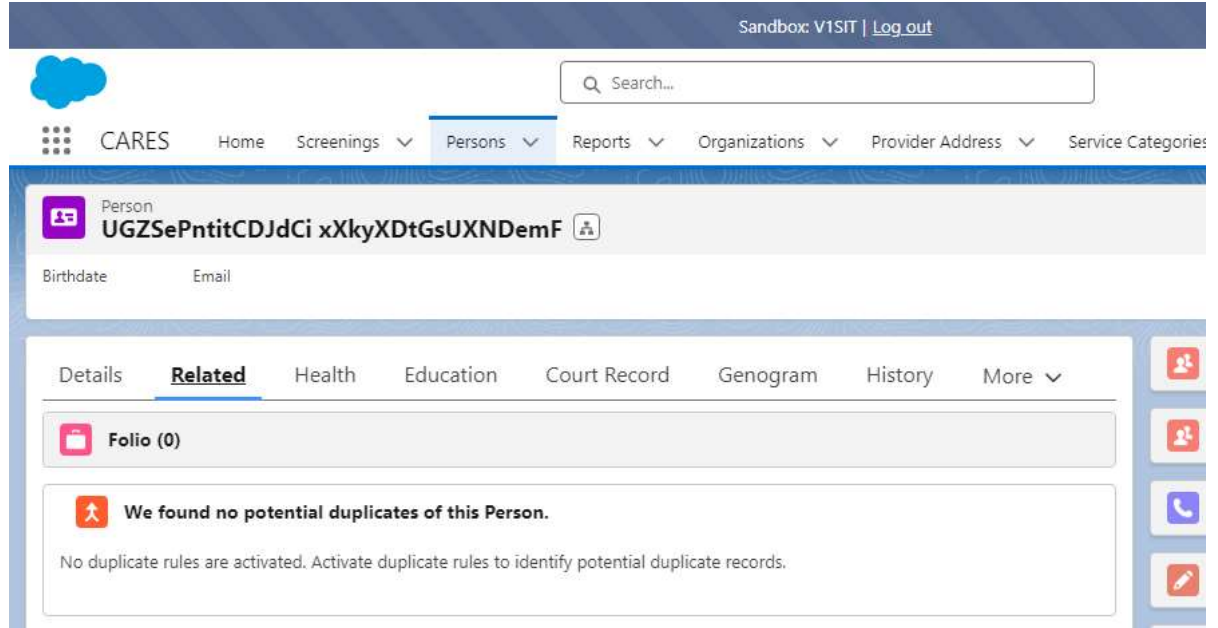 Sandbox: V1SIT | Log out
Search...
CARES Home Screenings Persons Reports Organizations Provider Address Service Categories
Person
UGZSePntitCDJdCi xXkyXDtGsUXNDemF
Birthdate Email
Details Related Health Education Court Record Genogram History More
Folio (0)
We found no potential duplicates of this Person.
No duplicate rules are activated. Activate duplicate rules to identify potential duplicate records.